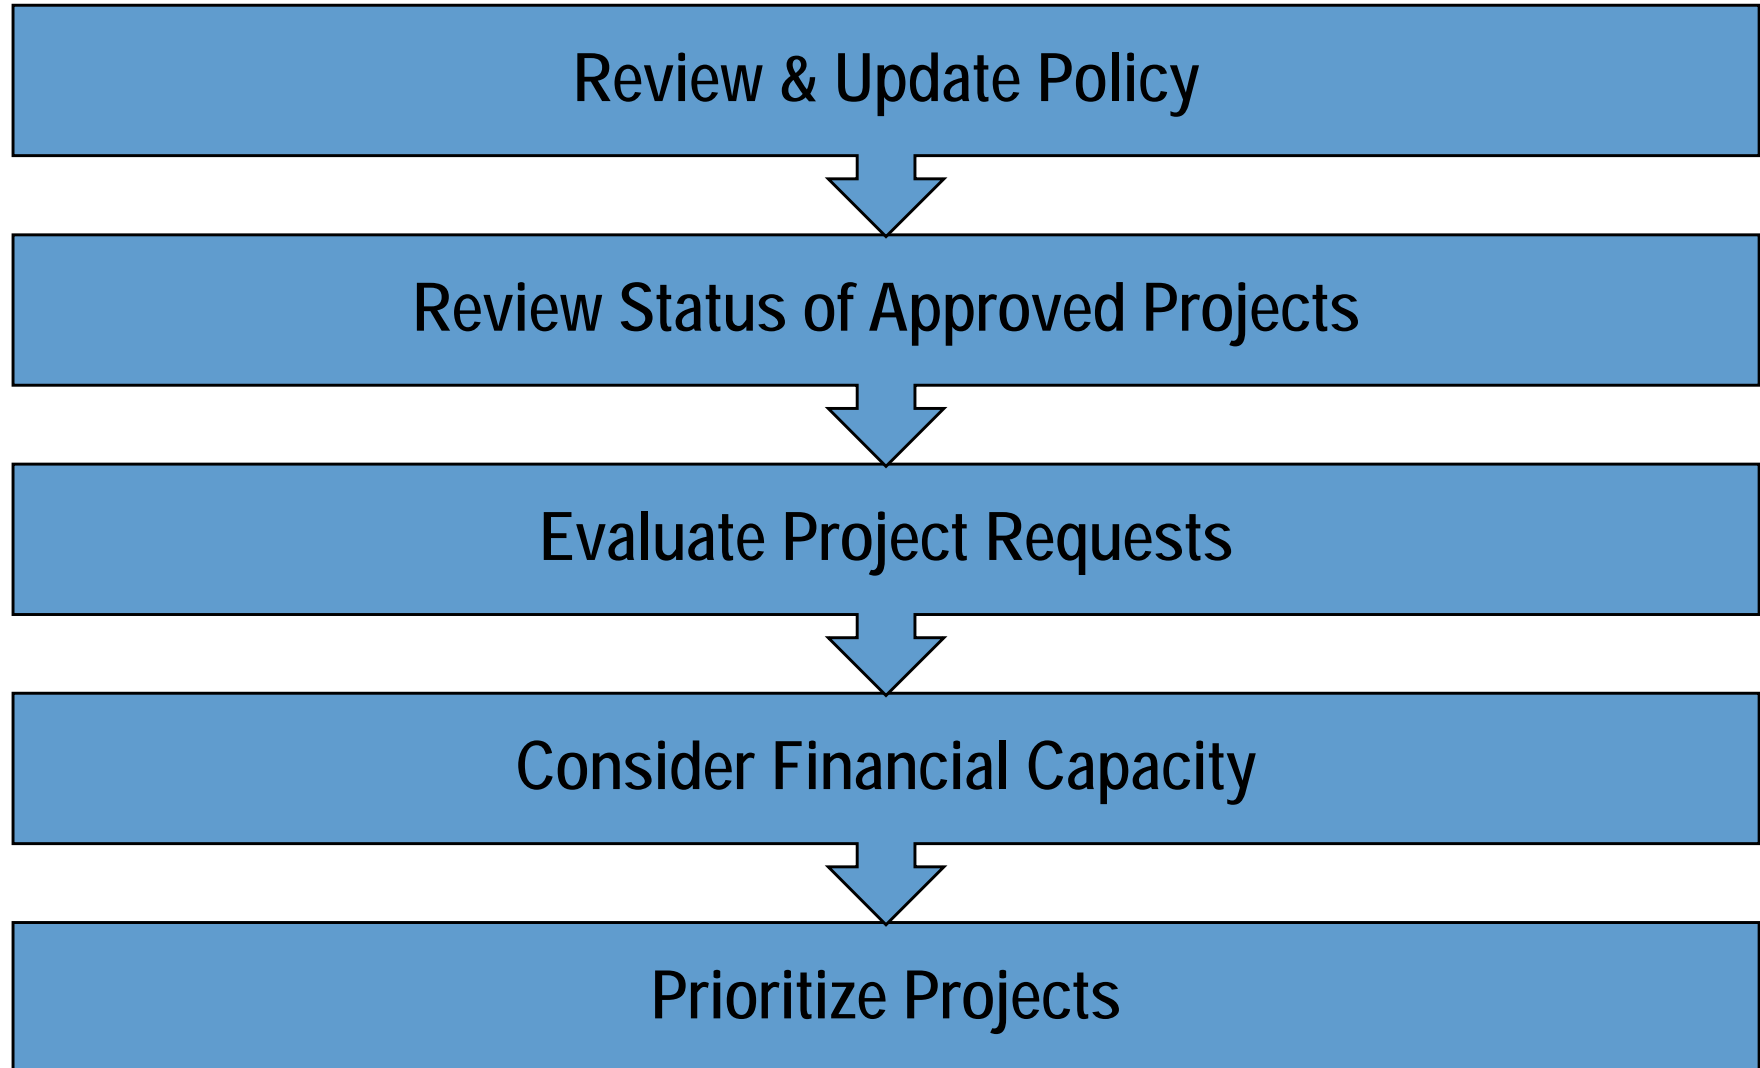 Review & Update Policy
Review Status of Approved Projects
Evaluate Project Requests
Consider Financial Capacity
Prioritize Projects